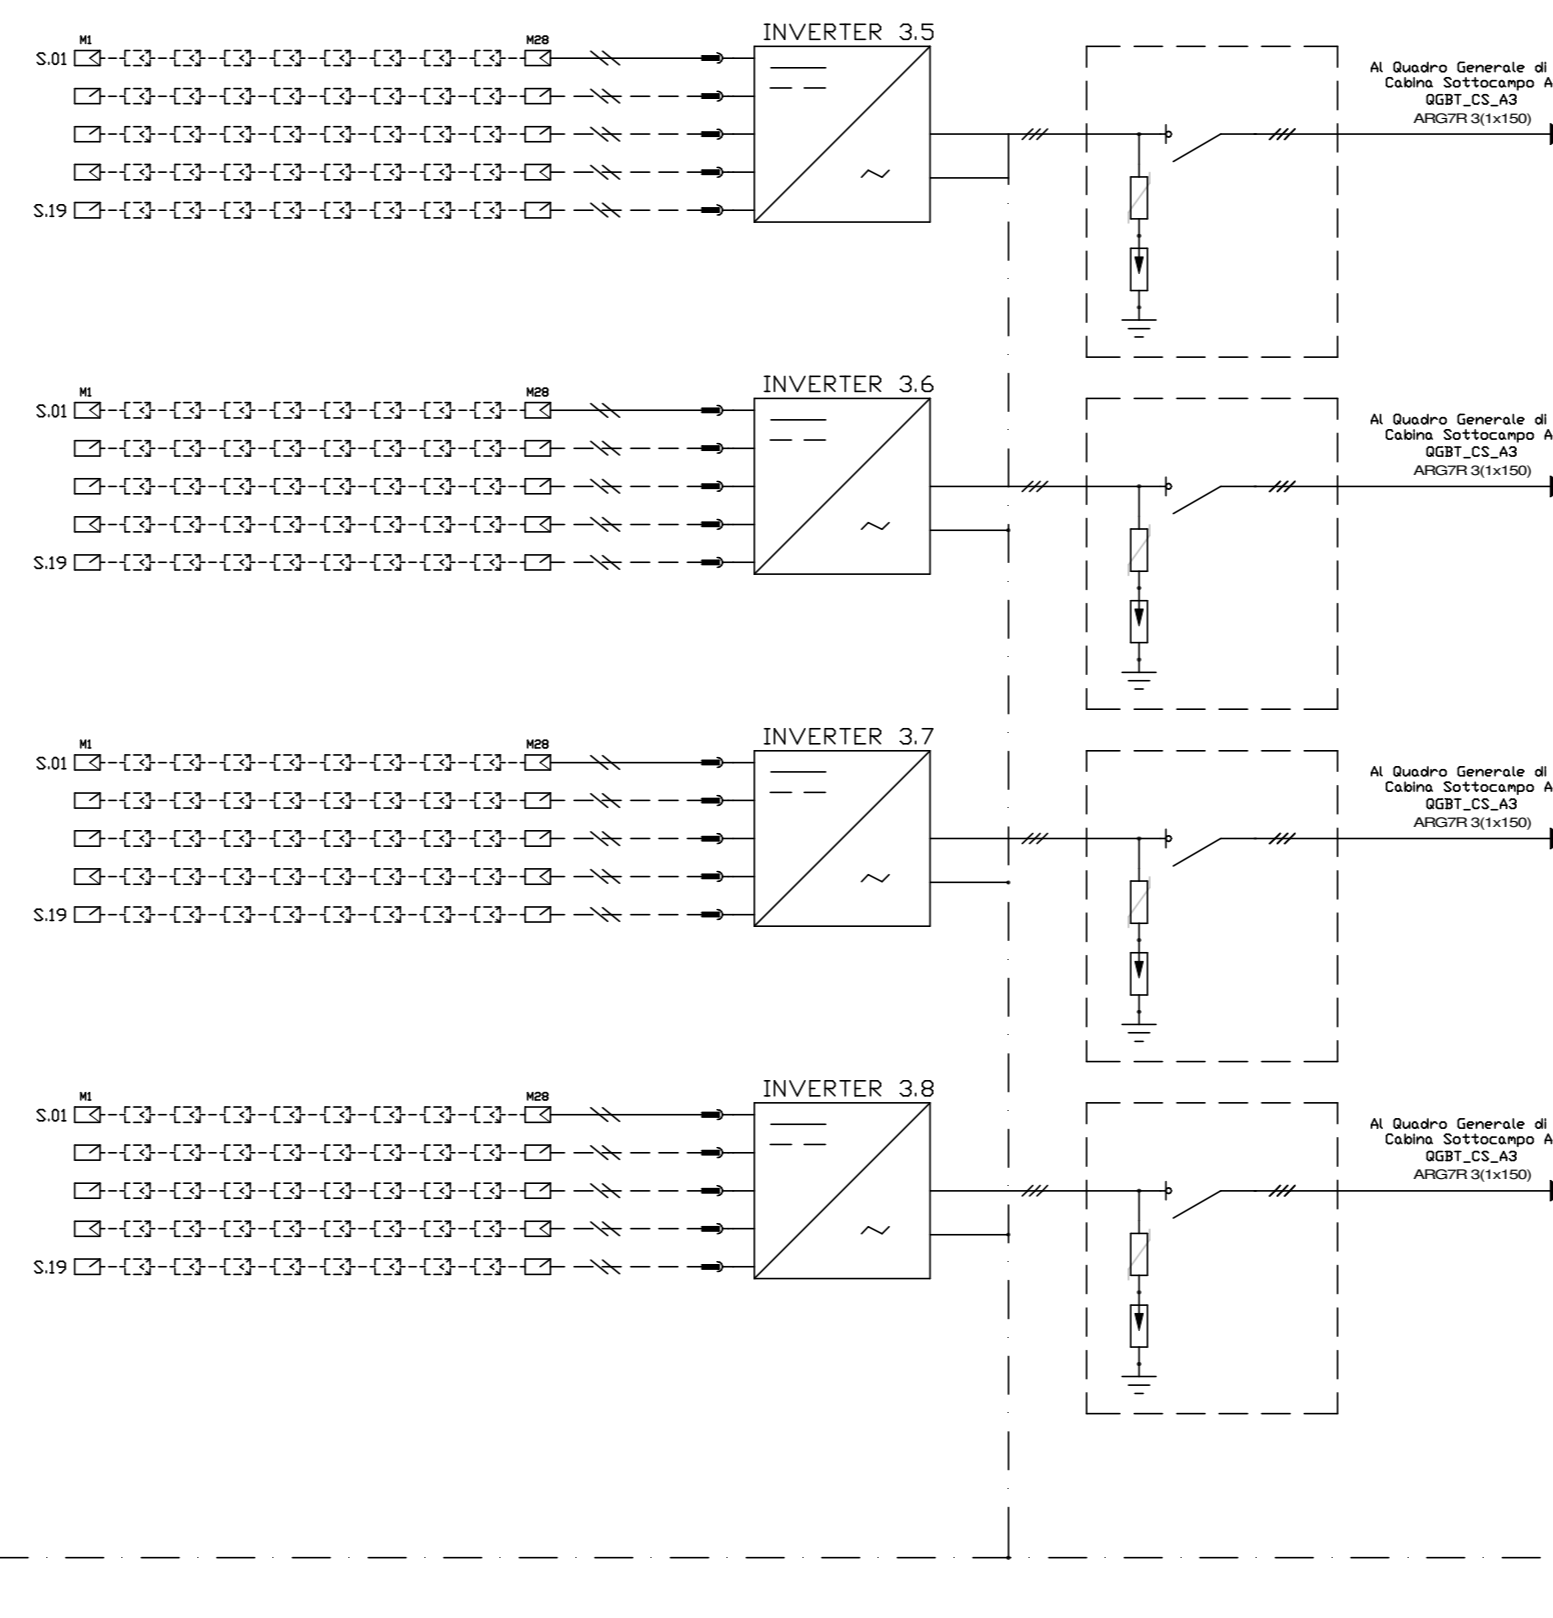 INVERTER 3.5
M1
M28
S.01
S.19
Al Quadro Generale di
Cabina Sottocampo A
QGBT_CS_A3
ARG7R 3(1x150)
INVERTER 3.6
M1
M28
S.01
S.19
Al Quadro Generale di
Cabina Sottocampo A
QGBT_CS_A3
ARG7R 3(1x150)
INVERTER 3.7
M1
M28
S.01
S.19
Al Quadro Generale di
Cabina Sottocampo A
QGBT_CS_A3
ARG7R 3(1x150)
INVERTER 3.8
M1
M28
S.01
S.19
Al Quadro Generale di
Cabina Sottocampo A
QGBT_CS_A3
ARG7R 3(1x150)